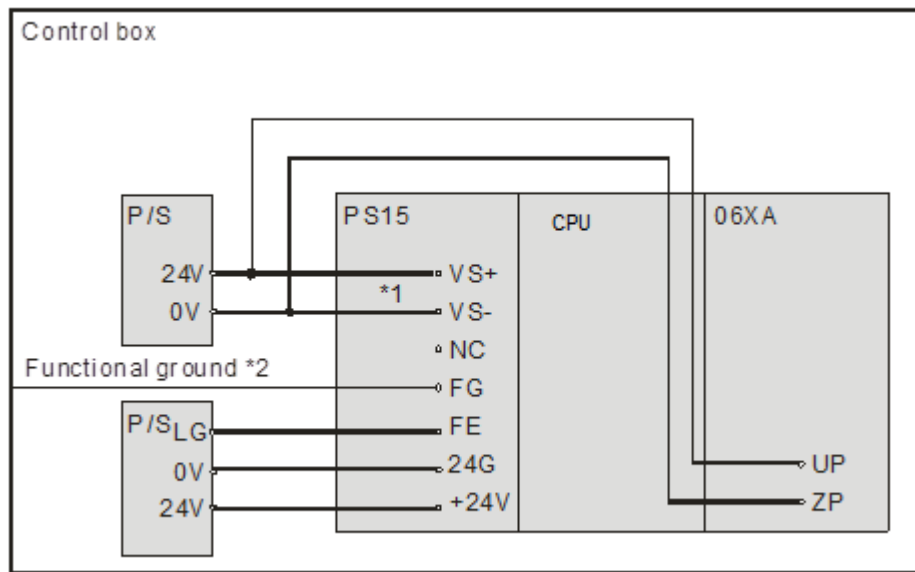 Control box
P/S
24V
0V
PS15
CPU
06XA
VS+
*1
VS-
NC
Functional ground *2
FG
P/S
LG
FE
0V
24G
24V
+24V
UP
ZP